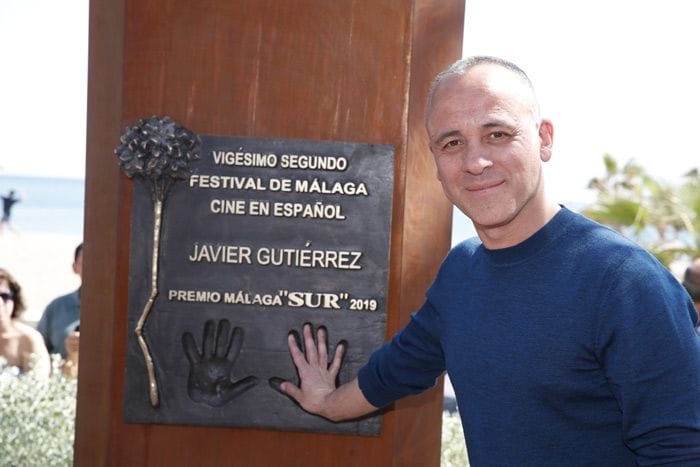 VIGÉSIMO SEGUNDO
FESTIVAL DE MÁLAGA
CINE EN ESPAÑOL
JAVIER GUTIÉRREZ
PREMIO MÁLAGA "SUR" 2019